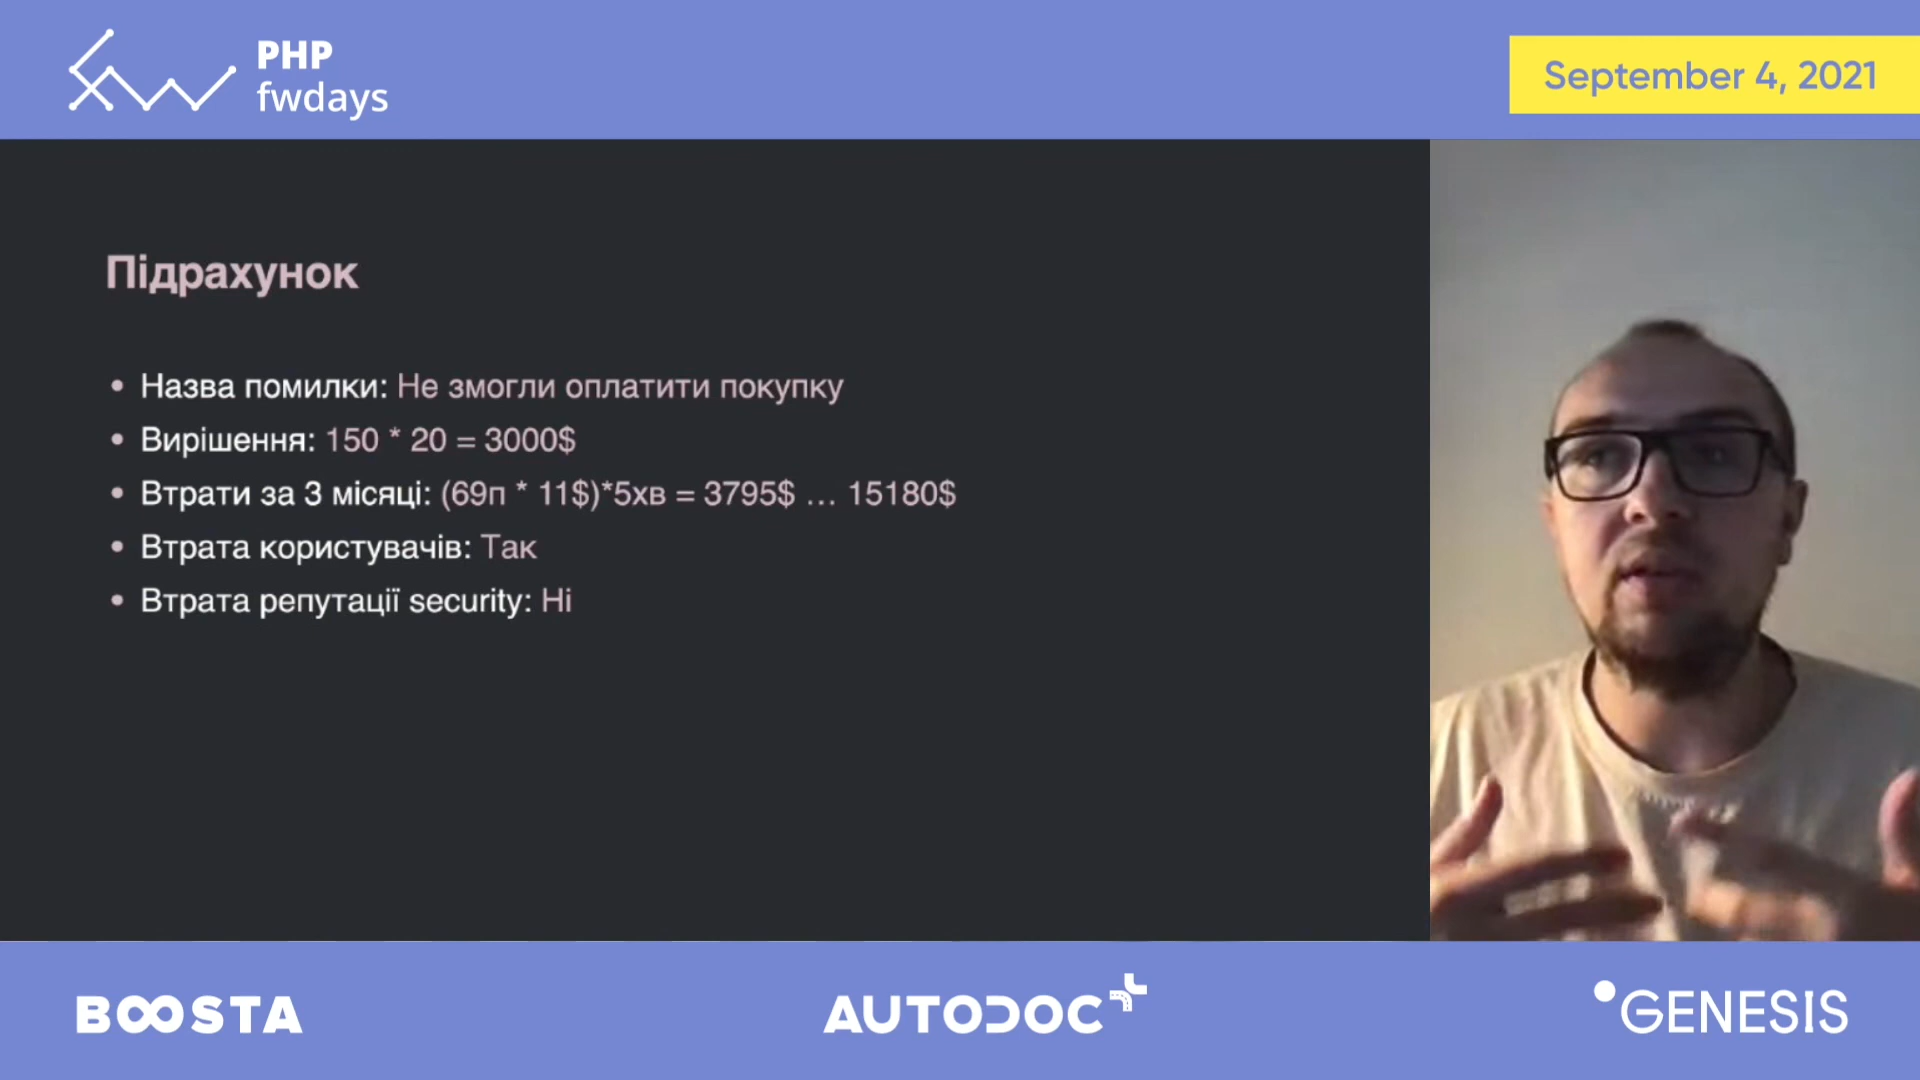 PHP
fwdays
September 4, 2021
Підрахунок
• Назва помилки: Не змогли оплатити покупку
• Вирішення: 150 * 20 = 3000$
• Втрати за 3 місяці: (69п * 11$)*5хв = 3795$ ... 15180$
• Втрата користувачів: Так
• Втрата репутації security: Ні
BOOSTA
AUTODOC
GENESIS